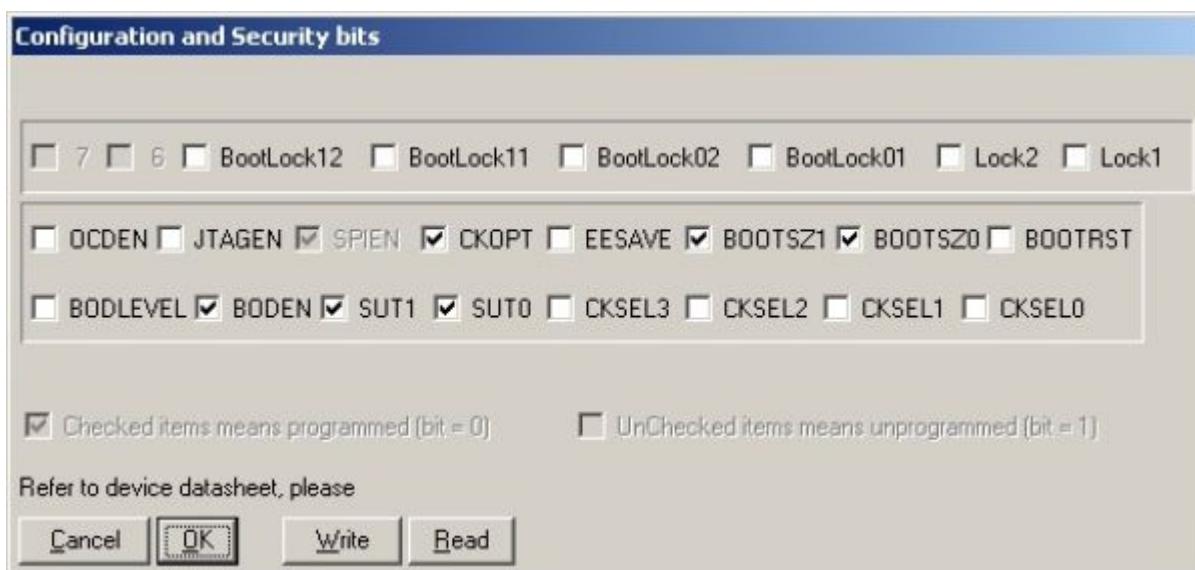 Configuration and Security bits
7 6 BootLock12 BootLock11 BootLock02 BootLock01 Lock2 Lock1
OCDEN JTAGEN SPIEN CKOPT EESAVE BOOTSZ1 BOOTSZ0 BOOTRST
BODLEVEL BODEN SUT1 SUT0 CKSEL3 CKSEL2 CKSEL1 CKSEL0
Checked items means programmed (bit = 0) UnChecked items means unprogrammed (bit = 1)
Refer to device datasheet, please
Cancel OK Write Read